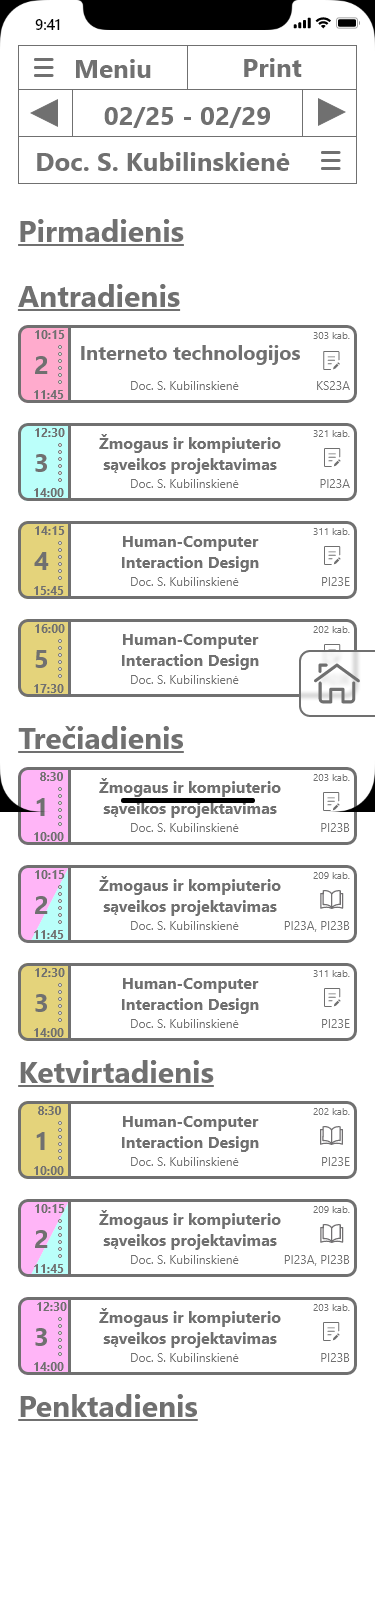 9:41
☰ Meniu Print
◀ 02/25 - 02/29 ▶
Doc. S. Kubilinskienė ☰
Pirmadienis
Antradienis
10:15 303 kab.
2 Interneto technologijos
11:45 Doc. S. Kubilinskienė KS23A
12:30 321 kab.
3 Žmogaus ir kompiuterio
sąveikos projektavimas
14:00 Doc. S. Kubilinskienė PI23A
14:15 311 kab.
4 Human-Computer
Interaction Design
15:45 Doc. S. Kubilinskienė PI23E
16:00 202 kab.
5 Human-Computer
Interaction Design
17:30 Doc. S. Kubilinskienė
Trečiadienis
8:30 203 kab.
1 Žmogaus ir kompiuterio
sąveikos projektavimas
10:00 Doc. S. Kubilinskienė PI23B
10:15 209 kab.
2 Žmogaus ir kompiuterio
sąveikos projektavimas
11:45 Doc. S. Kubilinskienė PI23A, PI23B
12:30 311 kab.
3 Human-Computer
Interaction Design
14:00 Doc. S. Kubilinskienė PI23E
Ketvirtadienis
8:30 202 kab.
1 Human-Computer
Interaction Design
10:00 Doc. S. Kubilinskienė PI23E
10:15 209 kab.
2 Žmogaus ir kompiuterio
sąveikos projektavimas
11:45 Doc. S. Kubilinskienė PI23A, PI23B
12:30 203 kab.
3 Žmogaus ir kompiuterio
sąveikos projektavimas
14:00 Doc. S. Kubilinskienė PI23B
Penktadienis